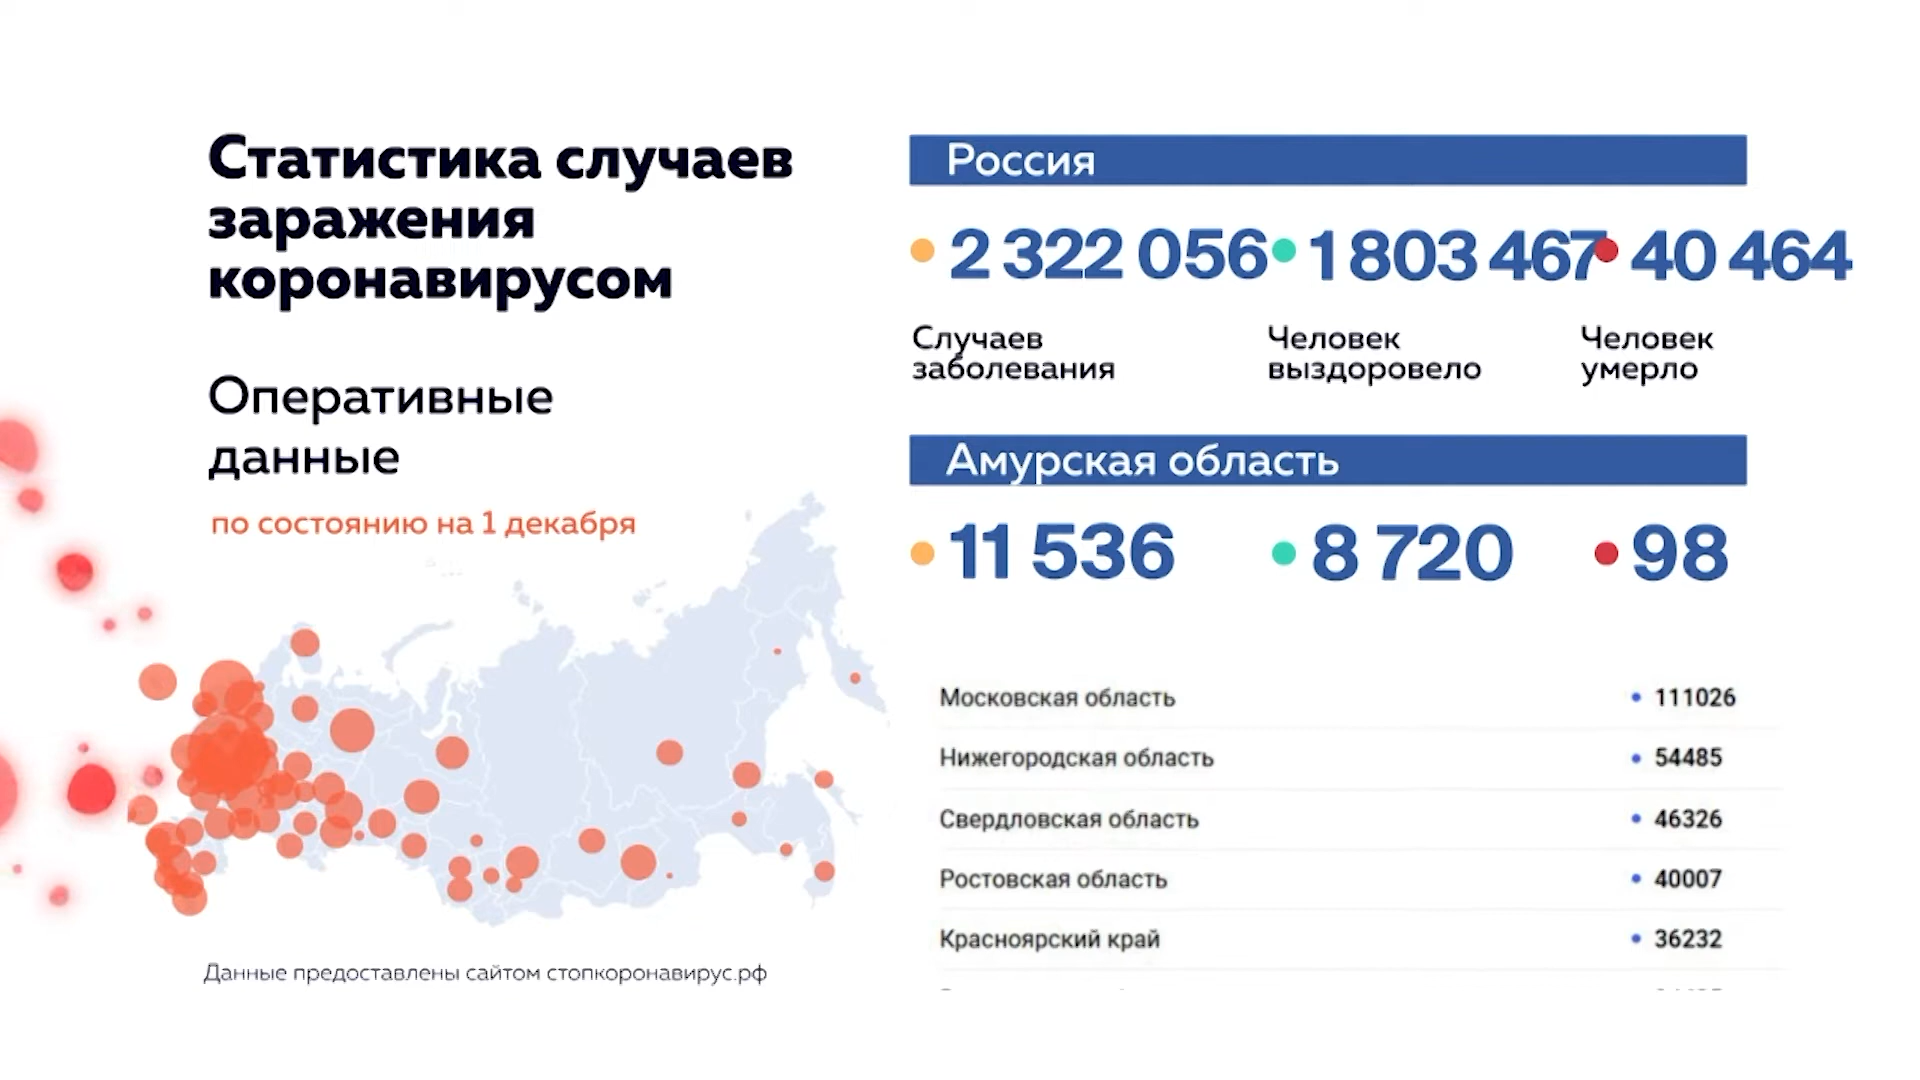 Статистика случаев
заражения
коронавирусом
Оперативные
данные
по состоянию на 1 декабря
Данные предоставлены сайтом стопкоронавирус.рф
Россия
2 322 056 1 803 467 40 464
Случаев Человек Человек
заболевания выздоровело умерло
Амурская область
11 536 8 720 98
Московская область 111026
Нижегородская область 54485
Свердловская область 46326
Ростовская область 40007
Красноярский край 36232